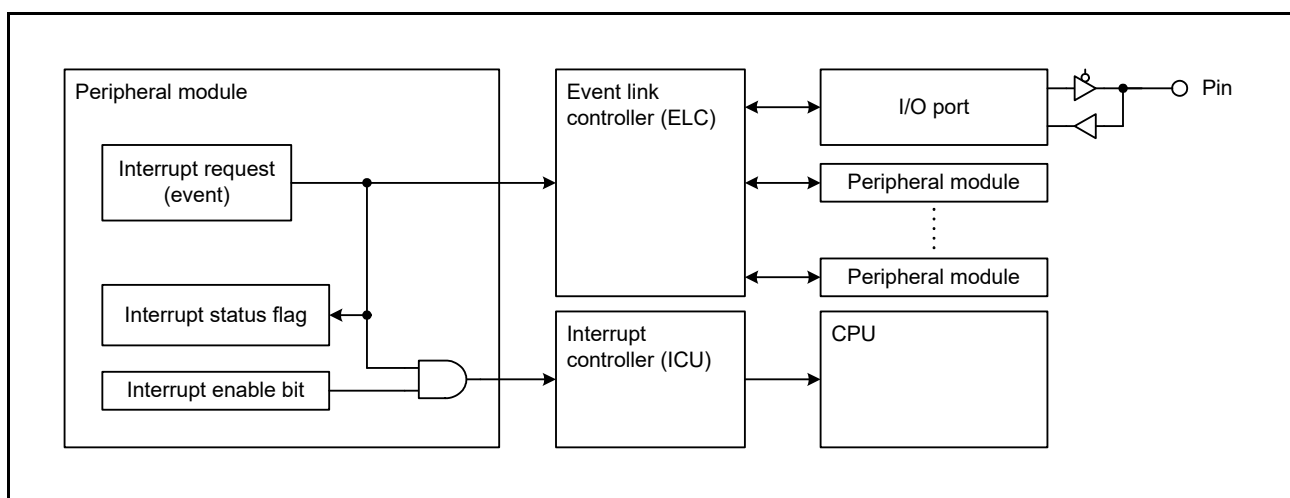 Peripheral module
Interrupt request
(event)
Interrupt status flag
Interrupt enable bit
Event link
controller (ELC)
Interrupt
controller (ICU)
I/O port
Pin
Peripheral module
Peripheral module
CPU